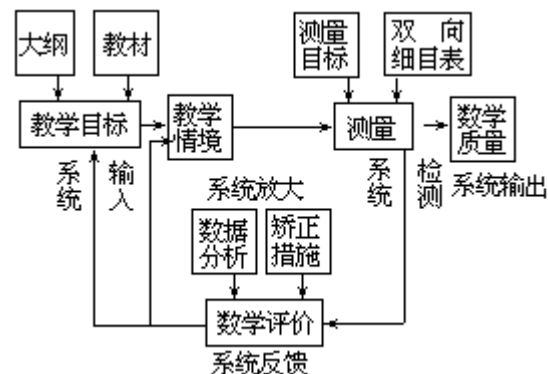 大纲
教材
测量
目标
双 向
细目表
教学目标
教学
情境
测量
数学
质量
系统
输入
系统
检测
系统输出
系统放大
数据
分析
矫正
措施
数学评价
系统反馈